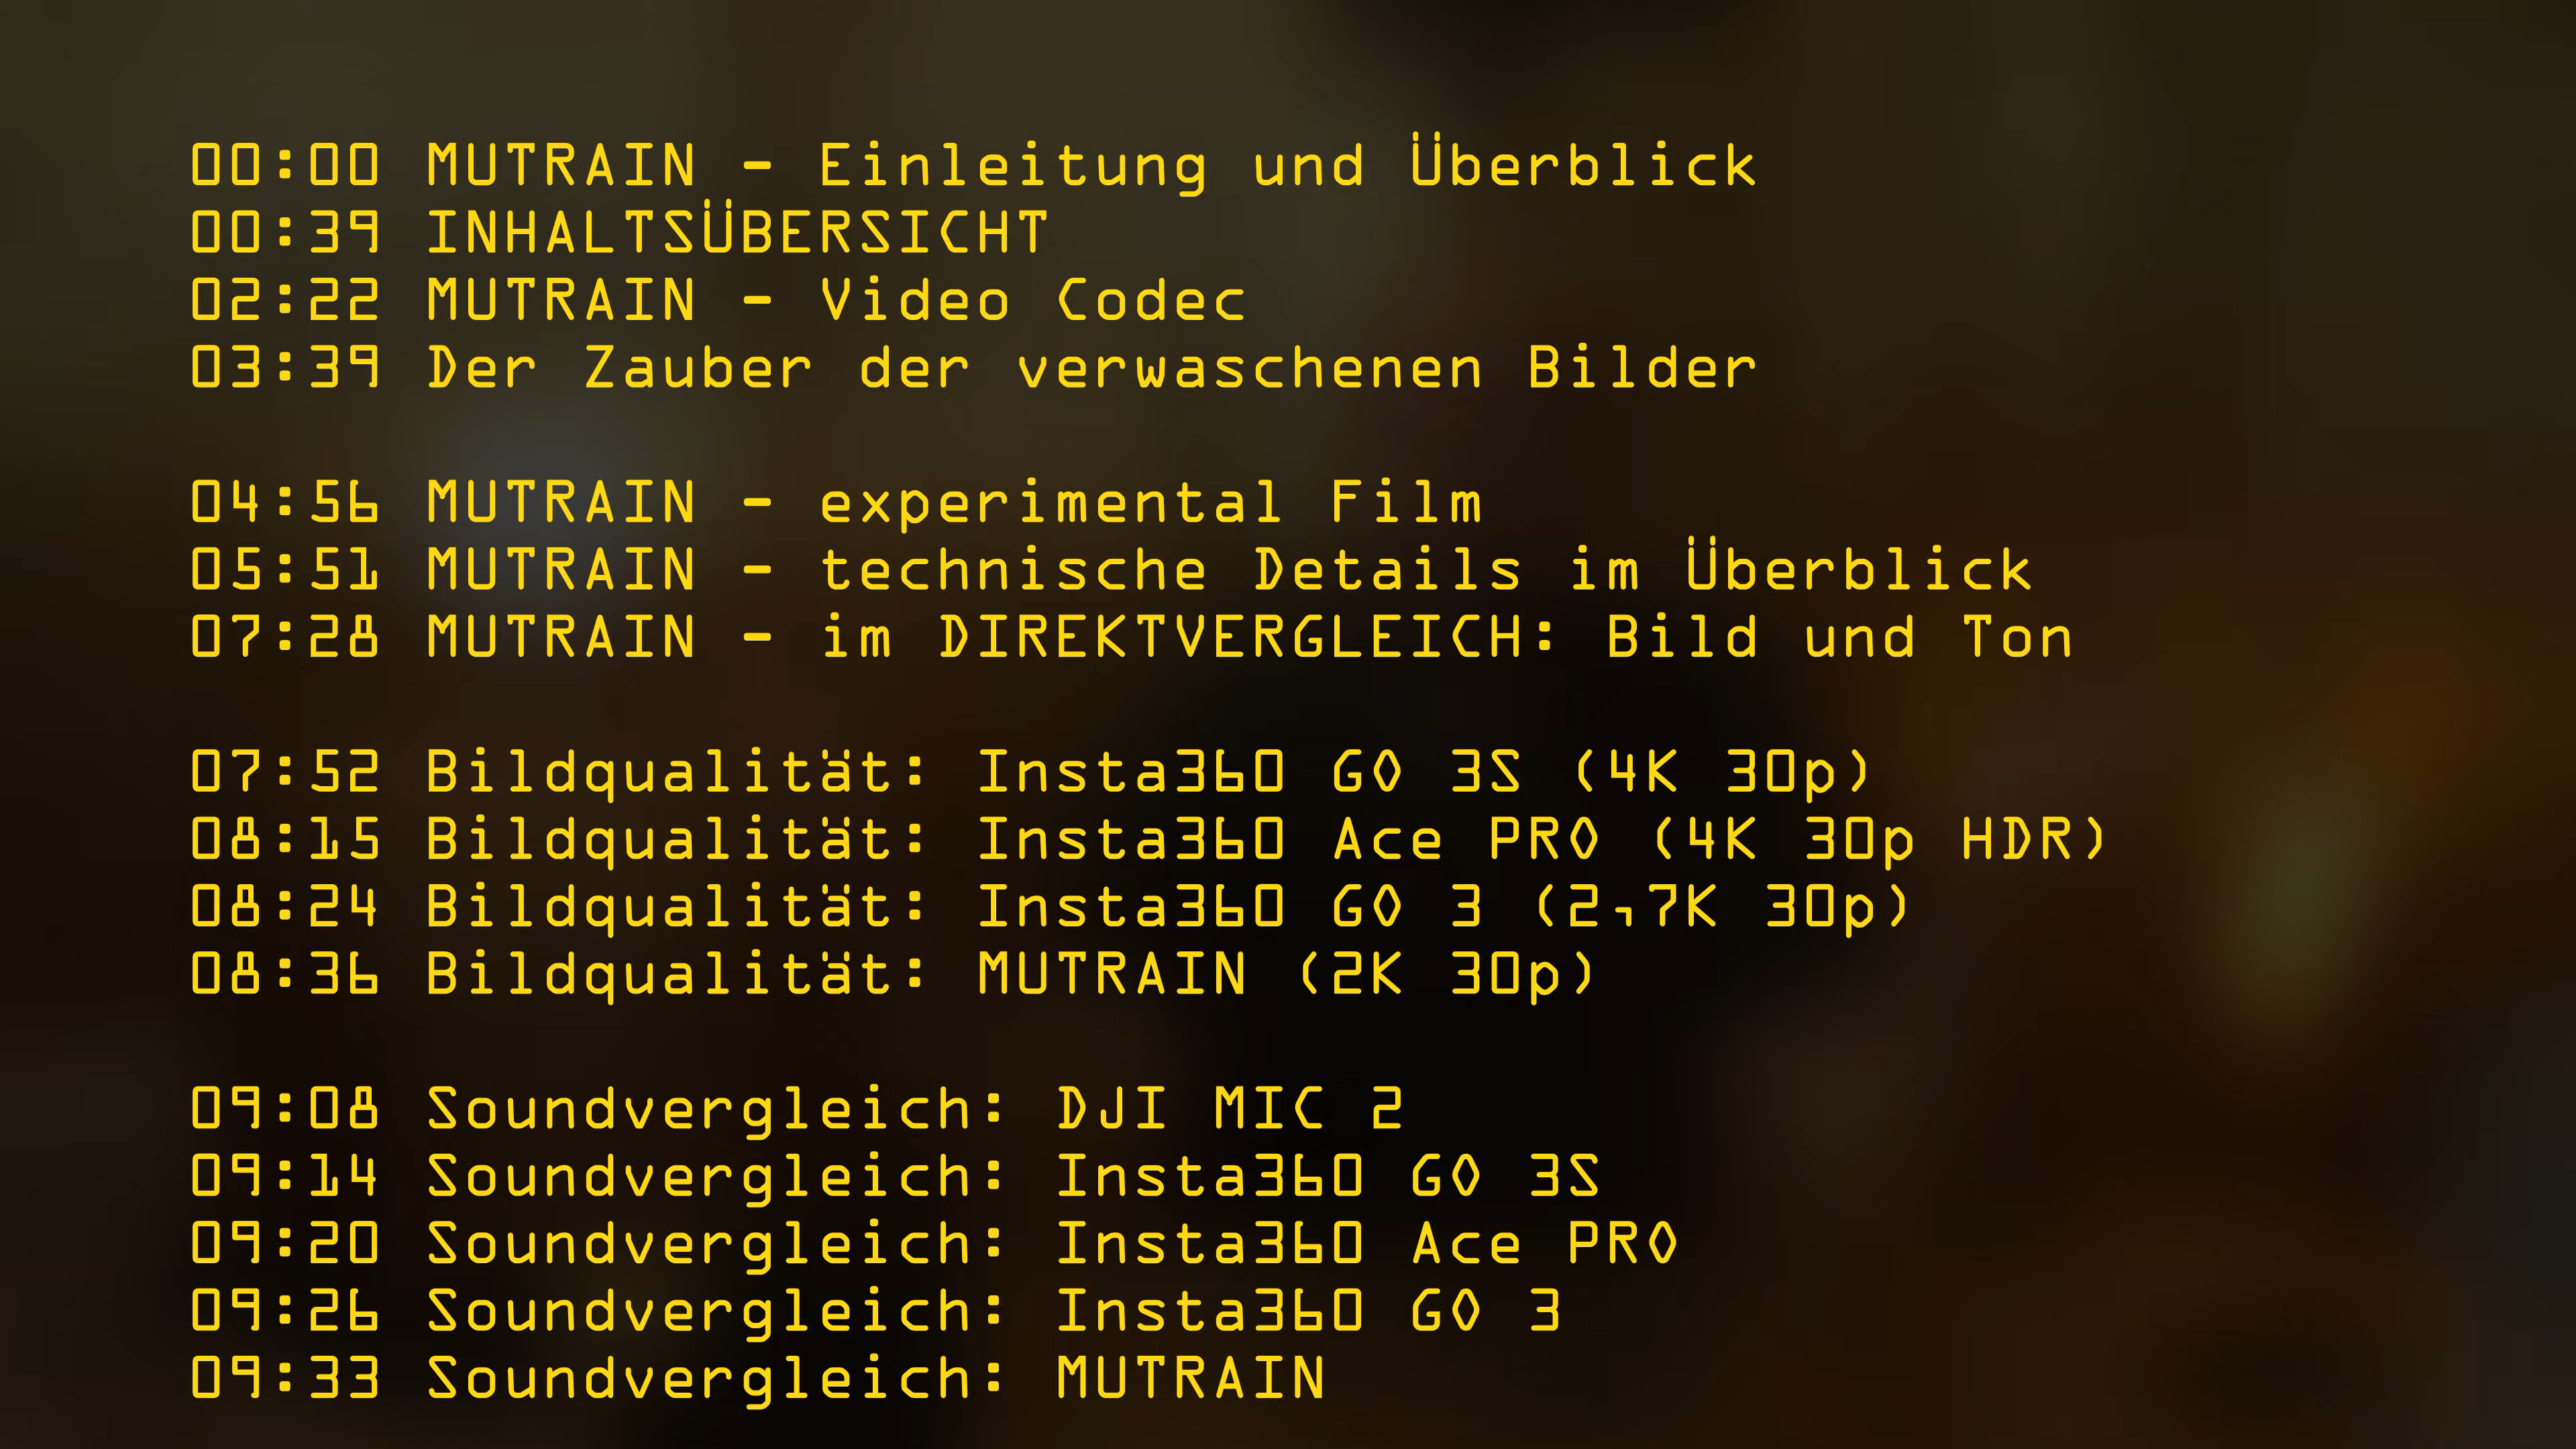 00:00 MUTRAIN - Einleitung und Überblick
00:39 INHALTSÜBERSICHT
02:22 MUTRAIN - Video Codec
03:39 Der Zauber der verwaschenen Bilder
04:56 MUTRAIN - experimental Film
05:51 MUTRAIN - technische Details im Überblick
07:28 MUTRAIN - im DIREKTVERGLEICH: Bild und Ton
07:52 Bildqualität: Insta360 GO 3S (4K 30p)
08:15 Bildqualität: Insta360 Ace PRO (4K 30p HDR)
08:24 Bildqualität: Insta360 GO 3 (2,7K 30p)
08:36 Bildqualität: MUTRAIN (2K 30p)
09:08 Soundvergleich: DJI MIC 2
09:14 Soundvergleich: Insta360 GO 3S
09:20 Soundvergleich: Insta360 Ace PRO
09:26 Soundvergleich: Insta360 GO 3
09:33 Soundvergleich: MUTRAIN